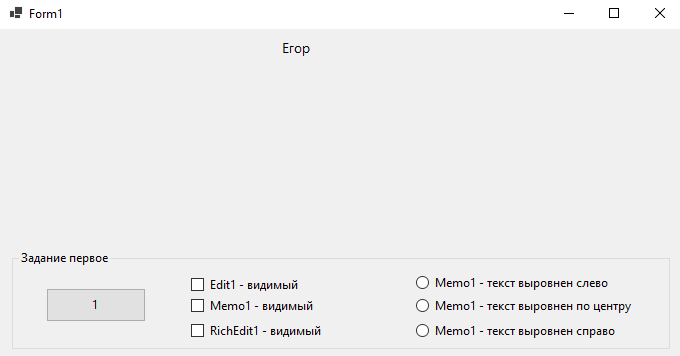 Form1
Егор
Задание первое
1
Edit1 - видимый
Memo1 - видимый
RichEdit1 - видимый
Memo1 - текст выровнен слево
Memo1 - текст выровнен по центру
Memo1 - текст выровнен справо